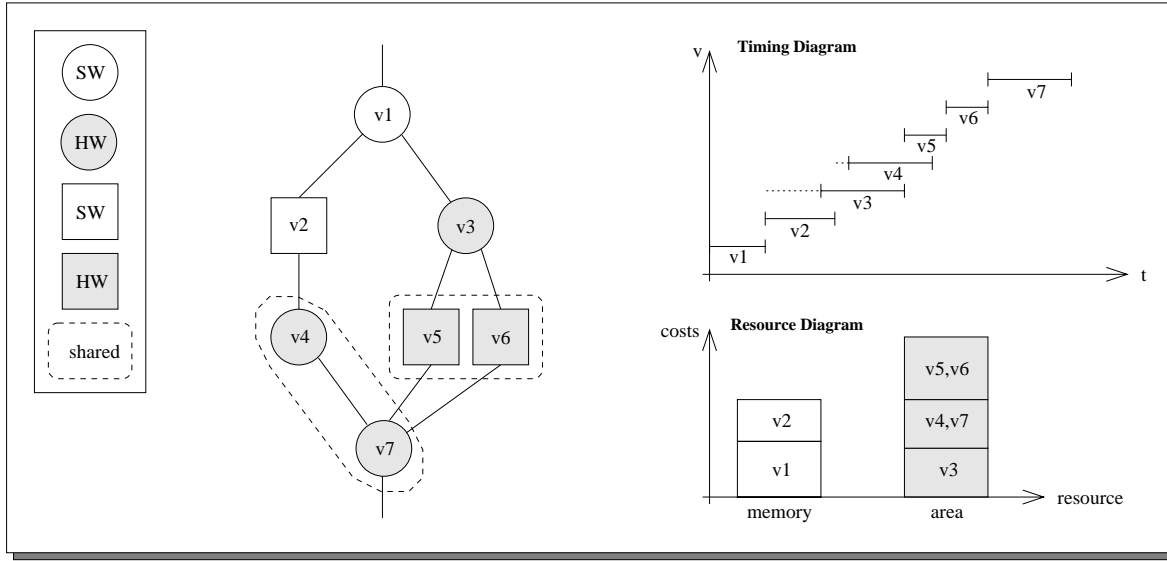 SW
HW
SW
HW
shared
v1
v2
v3
v4
v5
v6
v7
Timing Diagram
v
v7
v6
v5
v4
v3
v2
v1
t
Resource Diagram
costs
v5,v6
v2
v4,v7
v1
v3
resource
memory
area